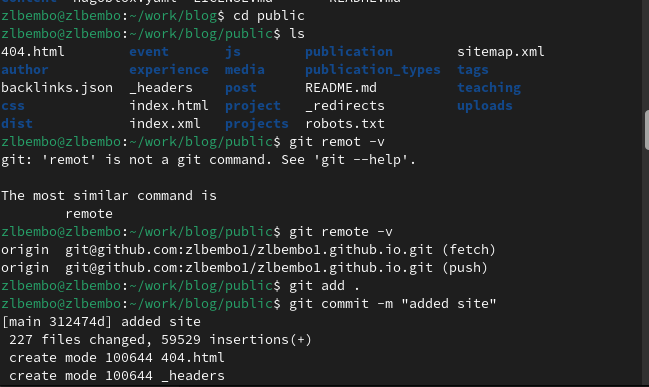 zlbembo@zlbembo:~/work/blog$ cd public
zlbembo@zlbembo:~/work/blog/public$ ls
404.html event js publication sitemap.xml
author experience media publication_types tags
backlinks.json _headers post README.md teaching
css index.html project _redirects uploads
dist index.xml projects robots.txt
zlbembo@zlbembo:~/work/blog/public$ git remot -v
git: 'remot' is not a git command. See 'git --help'.

The most similar command is
remote
zlbembo@zlbembo:~/work/blog/public$ git remote -v
origin git@github.com:zlbembo1/zlbembo1.github.io.git (fetch)
origin git@github.com:zlbembo1/zlbembo1.github.io.git (push)
zlbembo@zlbembo:~/work/blog/public$ git add .
zlbembo@zlbembo:~/work/blog/public$ git commit -m "added site"
[main 312474d] added site
227 files changed, 59529 insertions(+)
create mode 100644 404.html
create mode 100644 _headers